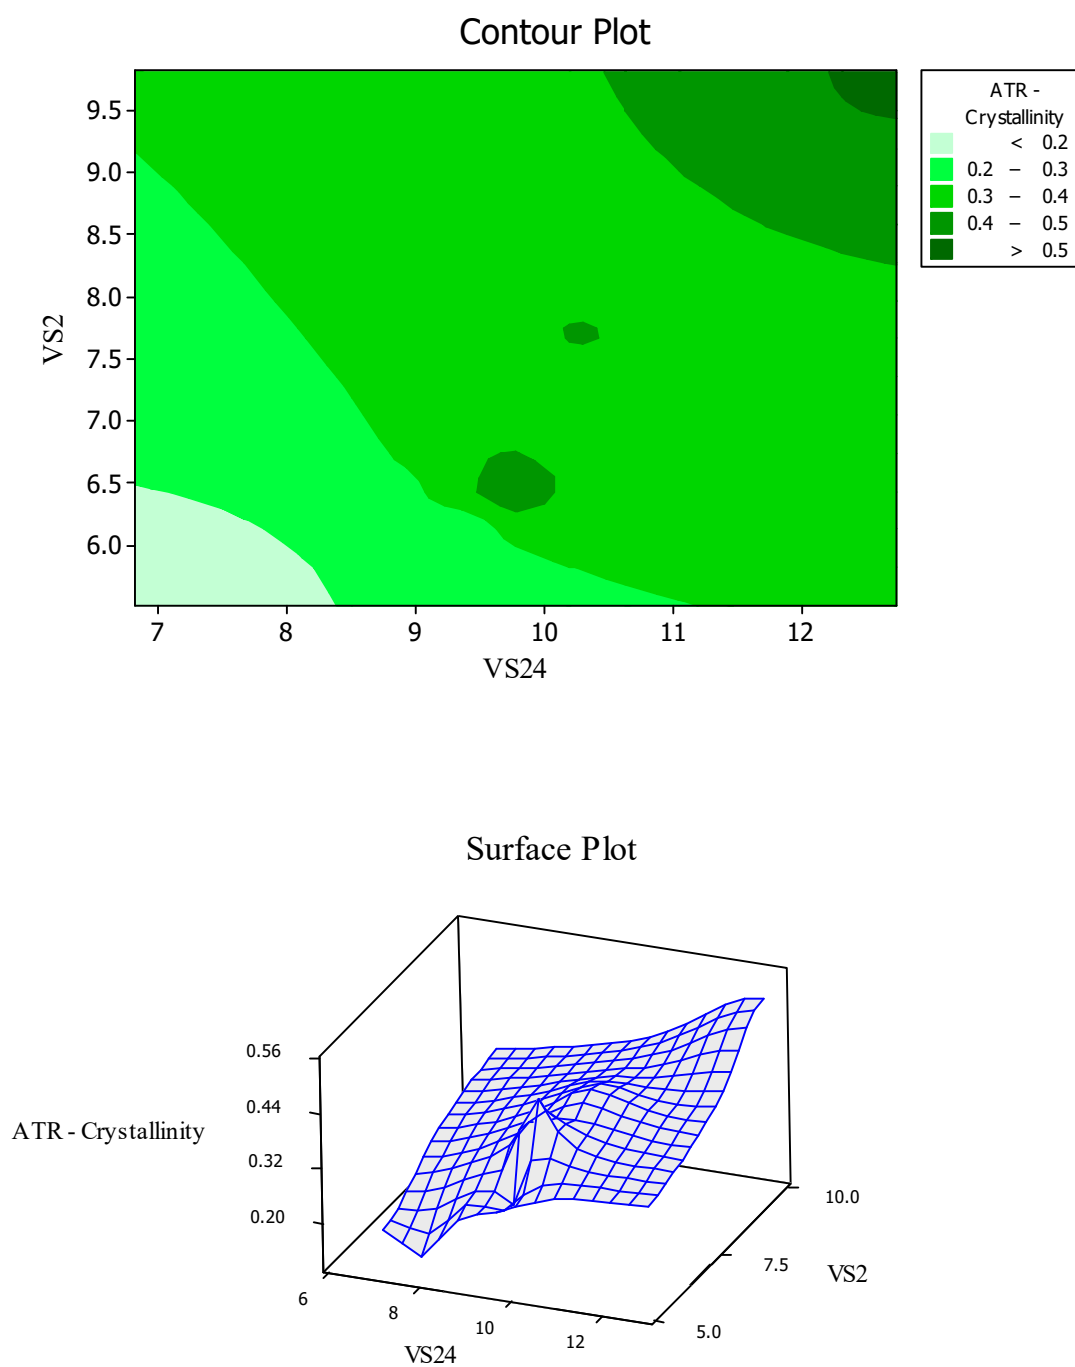 Contour Plot
ATR -
Crystallinity
< 0.2
0.2 – 0.3
0.3 – 0.4
0.4 – 0.5
> 0.5
9.5
9.0
8.5
8.0
7.5
7.0
6.5
6.0
VS2
7 8 9 10 11 12
VS24
Surface Plot
0.56
0.44
ATR - Crystallinity
0.32
0.20
10.0
7.5
VS2
5.0
6
8
10
12
VS24